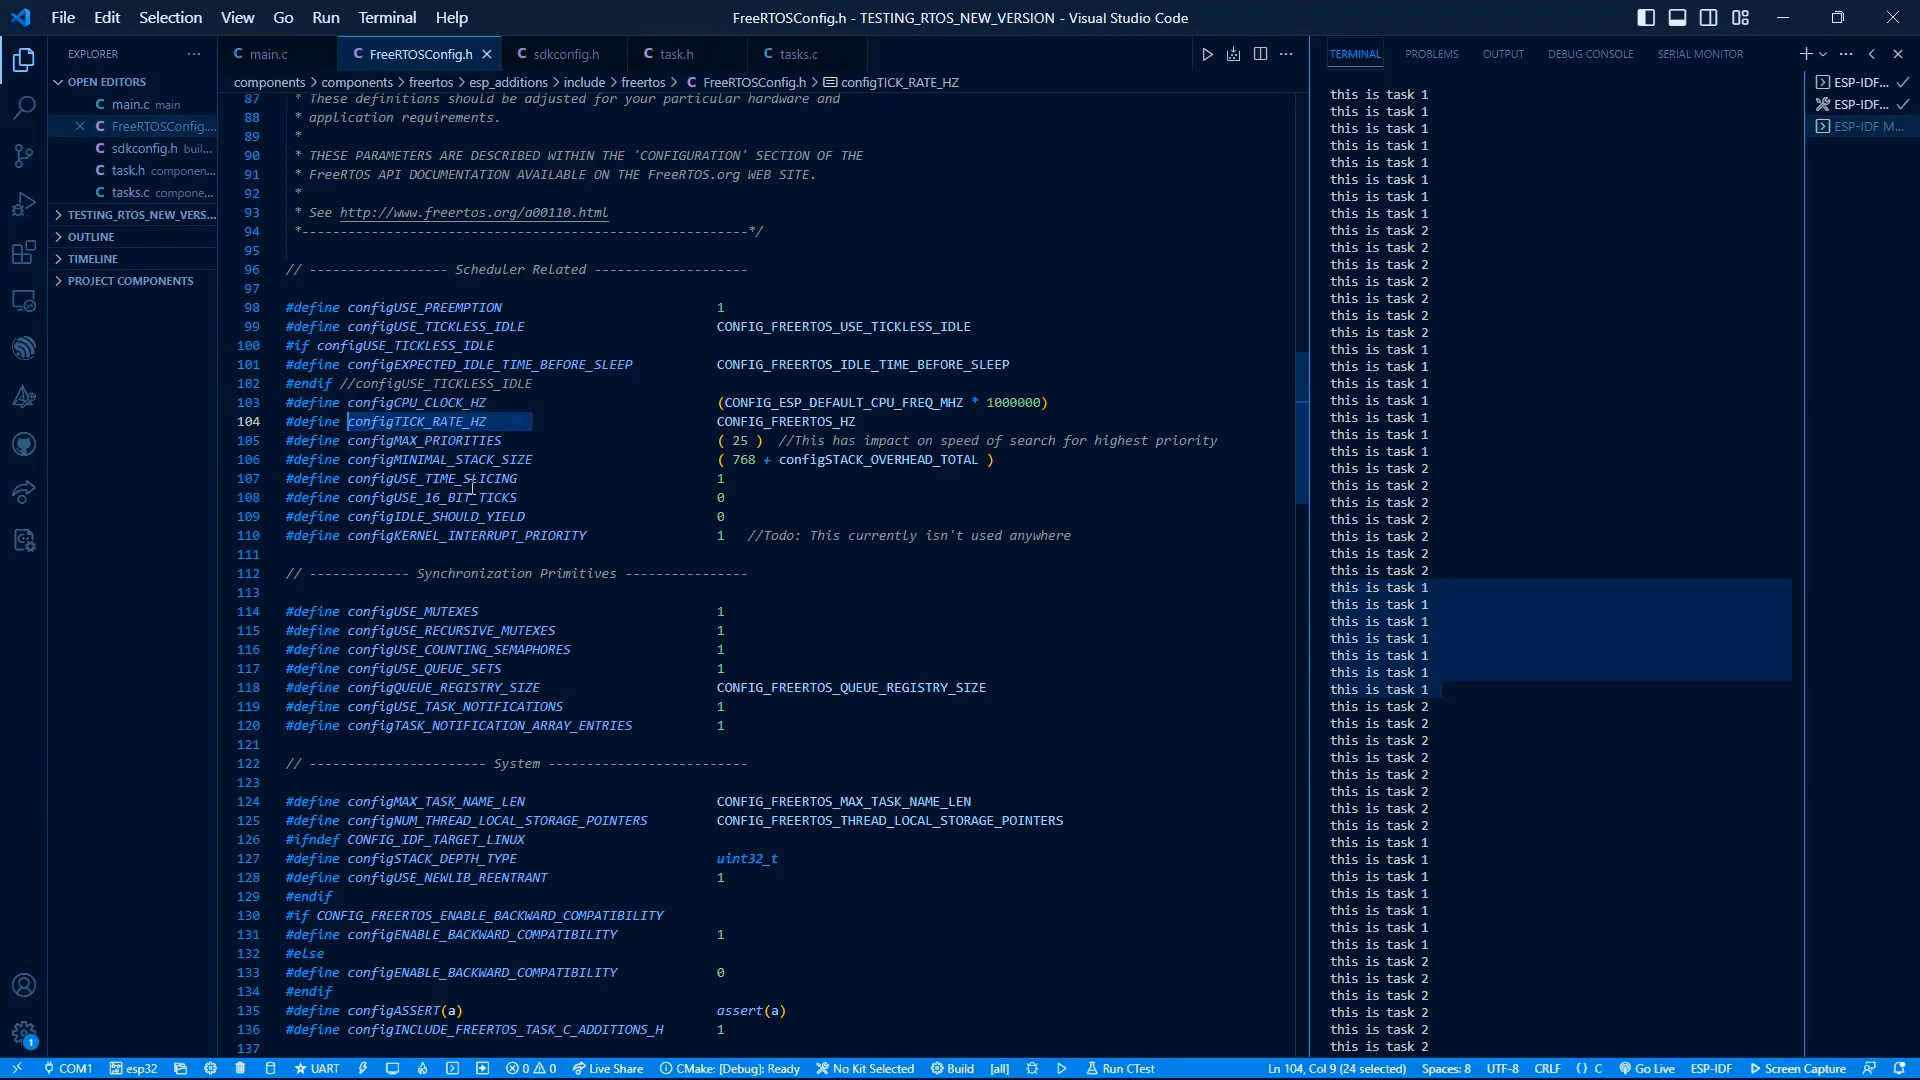 File Edit Selection View Go Run Terminal Help
FreeRTOSConfig.h - TESTING_RTOS_NEW_VERSION - Visual Studio Code
EXPLORER
OPEN EDITORS
C main.c main
C FreeRTOSConfig....
C sdkconfig.h buil...
C task.h componen...
C tasks.c compone...
TESTING_RTOS_NEW_VERS...
OUTLINE
TIMELINE
PROJECT COMPONENTS
1
C main.c
C FreeRTOSConfig.h
C sdkconfig.h
C task.h
C tasks.c
components > components > freertos > esp_additions > include > freertos > C FreeRTOSConfig.h > configTICK_RATE_HZ
87 * These definitions should be adjusted for your particular hardware and
88 * application requirements.
89 *
90 * THESE PARAMETERS ARE DESCRIBED WITHIN THE 'CONFIGURATION' SECTION OF THE
91 * FreeRTOS API DOCUMENTATION AVAILABLE ON THE FreeRTOS.org WEB SITE.
92 *
93 * See http://www.freertos.org/a00110.html
94 *----------------------------------------------------------*/
95
96 // ------------------ Scheduler Related --------------------
97
98 #define configUSE_PREEMPTION 1
99 #define configUSE_TICKLESS_IDLE CONFIG_FREERTOS_USE_TICKLESS_IDLE
100 #if configUSE_TICKLESS_IDLE
101 #define configEXPECTED_IDLE_TIME_BEFORE_SLEEP CONFIG_FREERTOS_IDLE_TIME_BEFORE_SLEEP
102 #endif //configUSE_TICKLESS_IDLE
103 #define configCPU_CLOCK_HZ (CONFIG_ESP_DEFAULT_CPU_FREQ_MHZ * 1000000)
104 #define configTICK_RATE_HZ CONFIG_FREERTOS_HZ
105 #define configMAX_PRIORITIES ( 25 ) //This has impact on speed of search for highest priority
106 #define configMINIMAL_STACK_SIZE ( 768 + configSTACK_OVERHEAD_TOTAL )
107 #define configUSE_TIME_SLICING 1
108 #define configUSE_16_BIT_TICKS 0
109 #define configIDLE_SHOULD_YIELD 0
110 #define configKERNEL_INTERRUPT_PRIORITY 1 //Todo: This currently isn't used anywhere
111
112 // ------------- Synchronization Primitives ----------------
113
114 #define configUSE_MUTEXES 1
115 #define configUSE_RECURSIVE_MUTEXES 1
116 #define configUSE_COUNTING_SEMAPHORES 1
117 #define configUSE_QUEUE_SETS 1
118 #define configQUEUE_REGISTRY_SIZE CONFIG_FREERTOS_QUEUE_REGISTRY_SIZE
119 #define configUSE_TASK_NOTIFICATIONS 1
120 #define configTASK_NOTIFICATION_ARRAY_ENTRIES 1
121
122 // ----------------------- System --------------------------
123
124 #define configMAX_TASK_NAME_LEN CONFIG_FREERTOS_MAX_TASK_NAME_LEN
125 #define configNUM_THREAD_LOCAL_STORAGE_POINTERS CONFIG_FREERTOS_THREAD_LOCAL_STORAGE_POINTERS
126 #ifndef CONFIG_IDF_TARGET_LINUX
127 #define configSTACK_DEPTH_TYPE uint32_t
128 #define configUSE_NEWLIB_REENTRANT 1
129 #endif
130 #if CONFIG_FREERTOS_ENABLE_BACKWARD_COMPATIBILITY
131 #define configENABLE_BACKWARD_COMPATIBILITY 1
132 #else
133 #define configENABLE_BACKWARD_COMPATIBILITY 0
134 #endif
135 #define configASSERT(a) assert(a)
136 #define configINCLUDE_FREERTOS_TASK_C_ADDITIONS_H 1
137
TERMINAL PROBLEMS OUTPUT DEBUG CONSOLE SERIAL MONITOR
this is task 1
this is task 1
this is task 1
this is task 1
this is task 1
this is task 1
this is task 1
this is task 1
this is task 2
this is task 2
this is task 2
this is task 2
this is task 2
this is task 2
this is task 2
this is task 1
this is task 1
this is task 1
this is task 1
this is task 1
this is task 1
this is task 1
this is task 2
this is task 2
this is task 2
this is task 2
this is task 2
this is task 2
this is task 2
this is task 1
this is task 1
this is task 1
this is task 1
this is task 1
this is task 1
this is task 1
this is task 2
this is task 2
this is task 2
this is task 2
this is task 2
this is task 2
this is task 2
this is task 2
this is task 1
this is task 1
this is task 1
this is task 1
this is task 1
this is task 1
this is task 1
this is task 2
this is task 2
this is task 2
this is task 2
this is task 2
this is task 2
ESP-IDF...
ESP-IDF...
ESP-IDF M...
COM1 esp32 UART 0 0 Live Share CMake: [Debug]: Ready No Kit Selected Build [all] Run CTest Ln 104, Col 9 (24 selected) Spaces: 8 UTF-8 CRLF {} C Go Live ESP-IDF Screen Capture